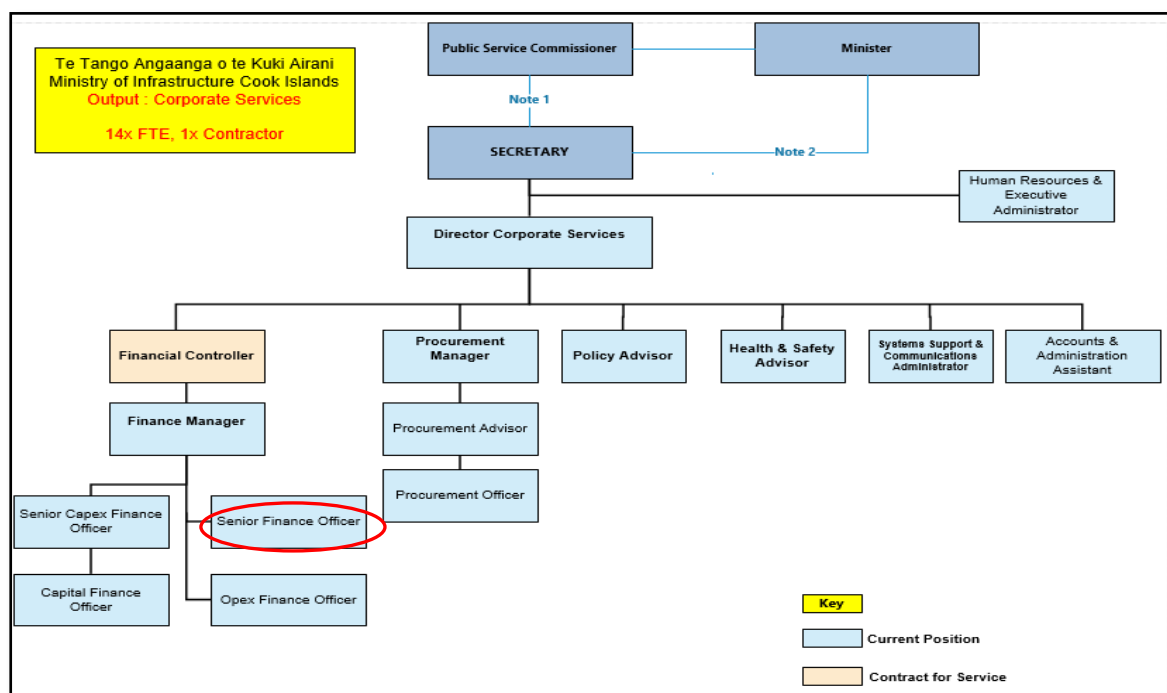 Te Tango Angaanga o te Kuki Airani
Ministry of Infrastructure Cook Islands
Output : Corporate Services
14x FTE, 1x Contractor
Public Service Commissioner
Minister
Note 1
SECRETARY
Note 2
Human Resources &
Executive
Administrator
Director Corporate Services
Financial Controller
Procurement
Manager
Policy Advisor
Health & Safety
Advisor
Systems Support &
Communications
Administrator
Accounts &
Administration
Assistant
Finance Manager
Procurement Advisor
Procurement Officer
Senior Capex Finance
Officer
Senior Finance Officer
Capital Finance
Officer
Opex Finance Officer
Key
Current Position
Contract for Service